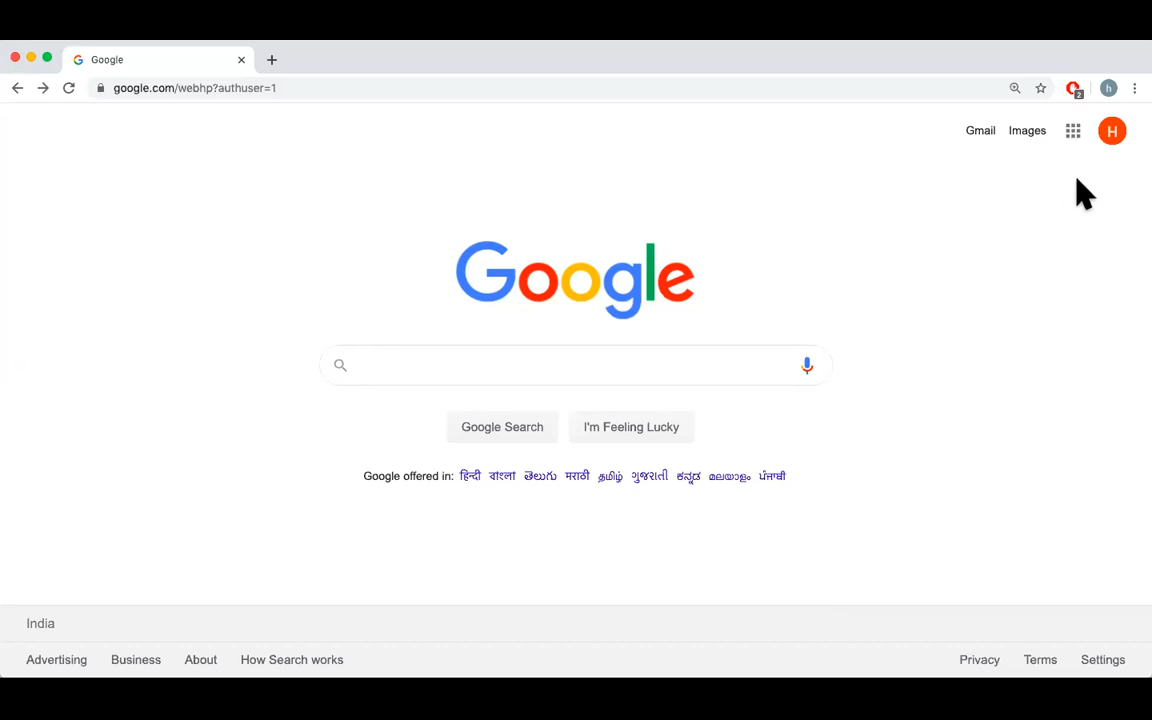 Google
google.com/webhp?authuser=1
2
h
Gmail Images
H
Google
Google Search I'm Feeling Lucky
Google offered in: हिन्दी বাংলা తెలుగు मराठी தமிழ் ગુજરાતી ಕನ್ನಡ മലയാളം ਪੰਜਾਬੀ
India
Advertising Business About How Search works Privacy Terms Settings